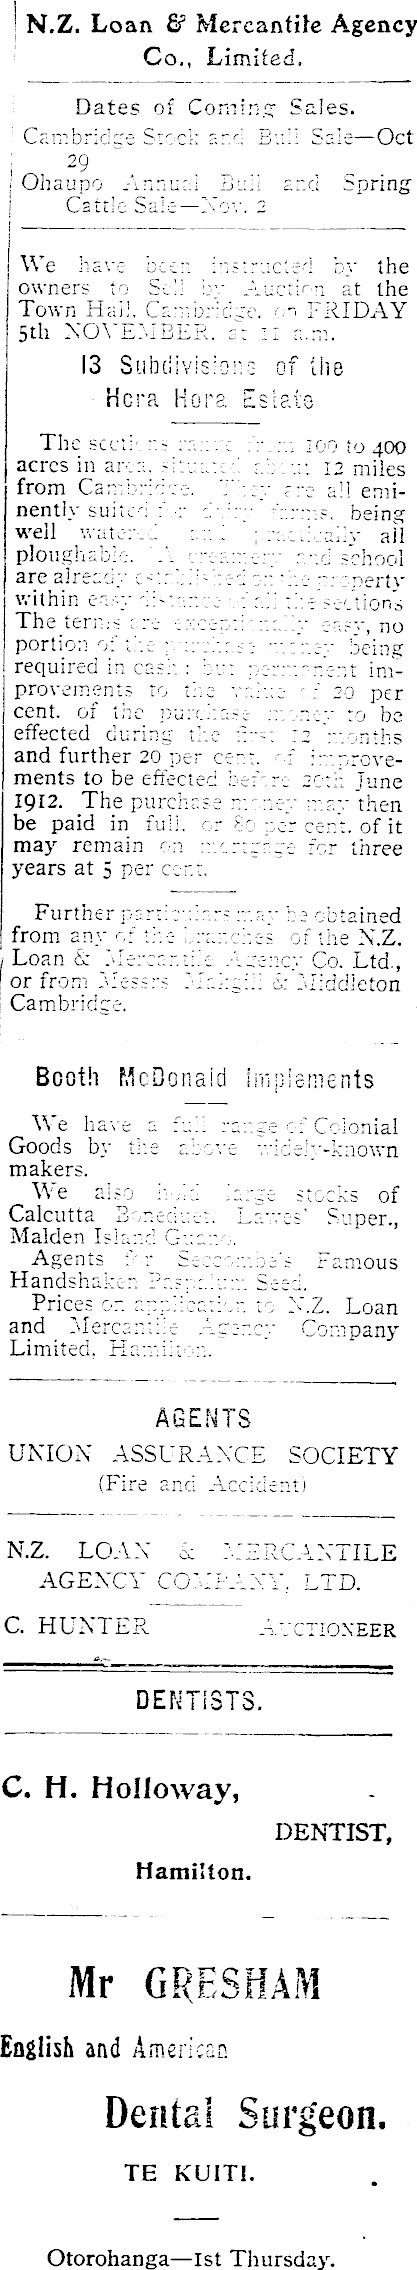 N.Z. Loan & Mercantile Agency
Co., Limited.
Dates of Coming Sales.
Cambridge Stock and Bull Sale—Oct
29
Ohaupo Annual Bull and Spring
Cattle Sale—Nov. 2
We have been instructed by the
owners to Sell by Auction at the
Town Hall, Cambridge, on FRIDAY
5th NOVEMBER, at 11 a.m.
13 Subdivisions of the
Hora Hora Estate
The sections range from 100 to 400
acres in area, situated about 12 miles
from Cambridge. They are all emi-
nently suited for dairy farms, being
well watered and practically all
ploughable. A creamery and school
are already established on the property
within easy distance of all the sections
The terms are exceptionally easy, no
portion of the purchase money being
required in cash; but permanent im-
provements to the value of 20 per
cent. of the purchase money to be
effected during the first 12 months
and further 20 per cent. of improve-
ments to be effected before 20th June
1912. The purchase money may then
be paid in full, or 80 per cent. of it
may remain on mortgage for three
years at 5 per cent.
Further particulars may be obtained
from any of the branches of the N.Z.
Loan & Mercantile Agency Co. Ltd.,
or from Messrs Makgill & Middleton
Cambridge.
Booth McDonald Implements
We have a full range of Colonial
Goods by the above widely-known
makers.
We also hold large stocks of
Calcutta Bonedust, Lawes' Super.,
Malden Island Guano.
Agents for Seccombe's Famous
Handshaken Paspalum Seed.
Prices on application to N.Z. Loan
and Mercantile Agency Company
Limited, Hamilton.
AGENTS
UNION ASSURANCE SOCIETY
(Fire and Accident)
N.Z. LOAN & MERCANTILE
AGENCY COMPANY, LTD.
C. HUNTER AUCTIONEER
DENTISTS.
C. H. Holloway,
DENTIST,
Hamilton.
Mr GRESHAM
English and American
Dental Surgeon.
TE KUITI.
Otorohanga—1st Thursday.